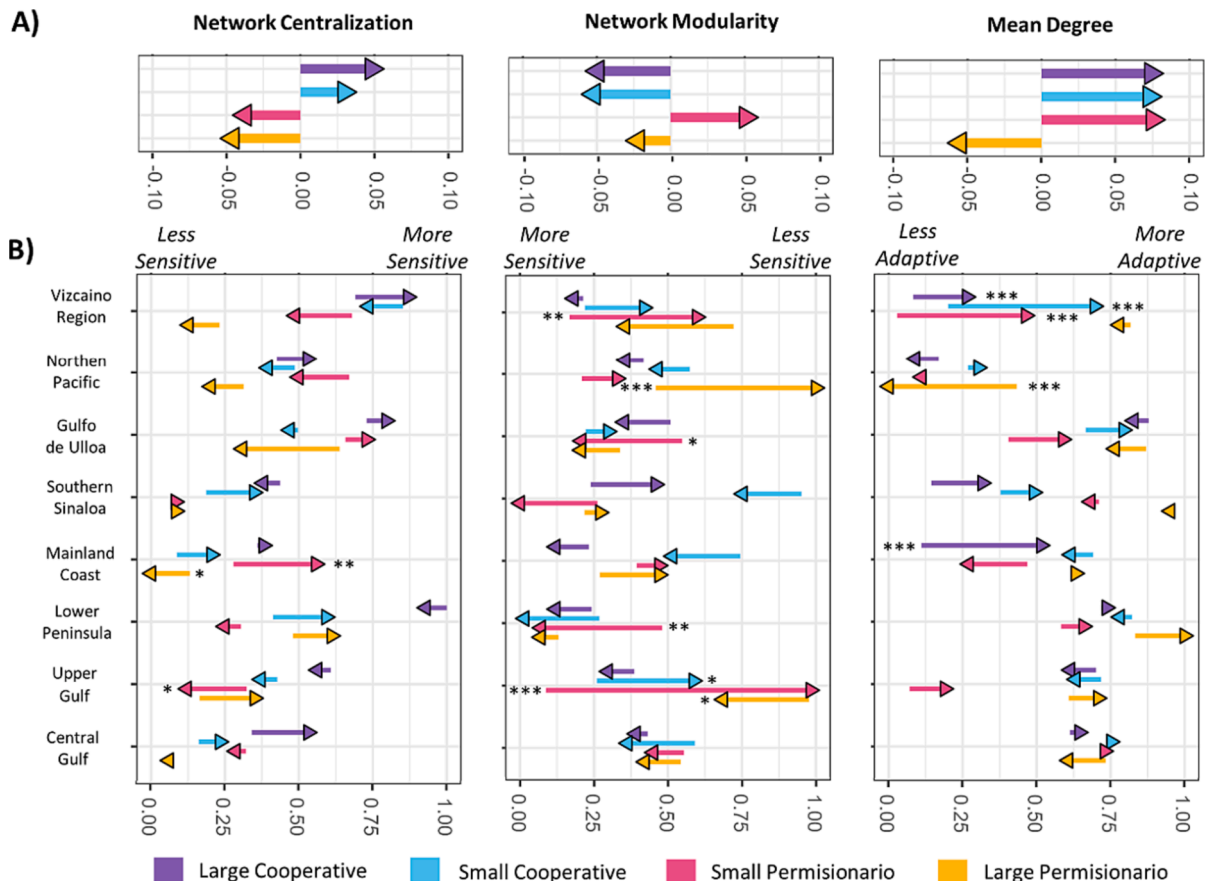 A)
Network Centralization
Network Modularity
Mean Degree
-0.10 -0.05 0.00 0.05 0.10
-0.10 -0.05 0.00 0.05 0.10
-0.10 -0.05 0.00 0.05 0.10
B)
Less
Sensitive
More
Sensitive
More
Sensitive
Less
Sensitive
Less
Adaptive
More
Adaptive
Vizcaino
Region
** *** *** ***
Northen
Pacific
*** ***
Gulfo
de Ulloa
*
Southern
Sinaloa
Mainland
Coast
* ** ***
Lower
Peninsula
**
Upper
Gulf
* *** * *
Central
Gulf
0.00 0.25 0.50 0.75 1.00
0.00 0.25 0.50 0.75 1.00
0.00 0.25 0.50 0.75 1.00
Large Cooperative
Small Cooperative
Small Permisionario
Large Permisionario